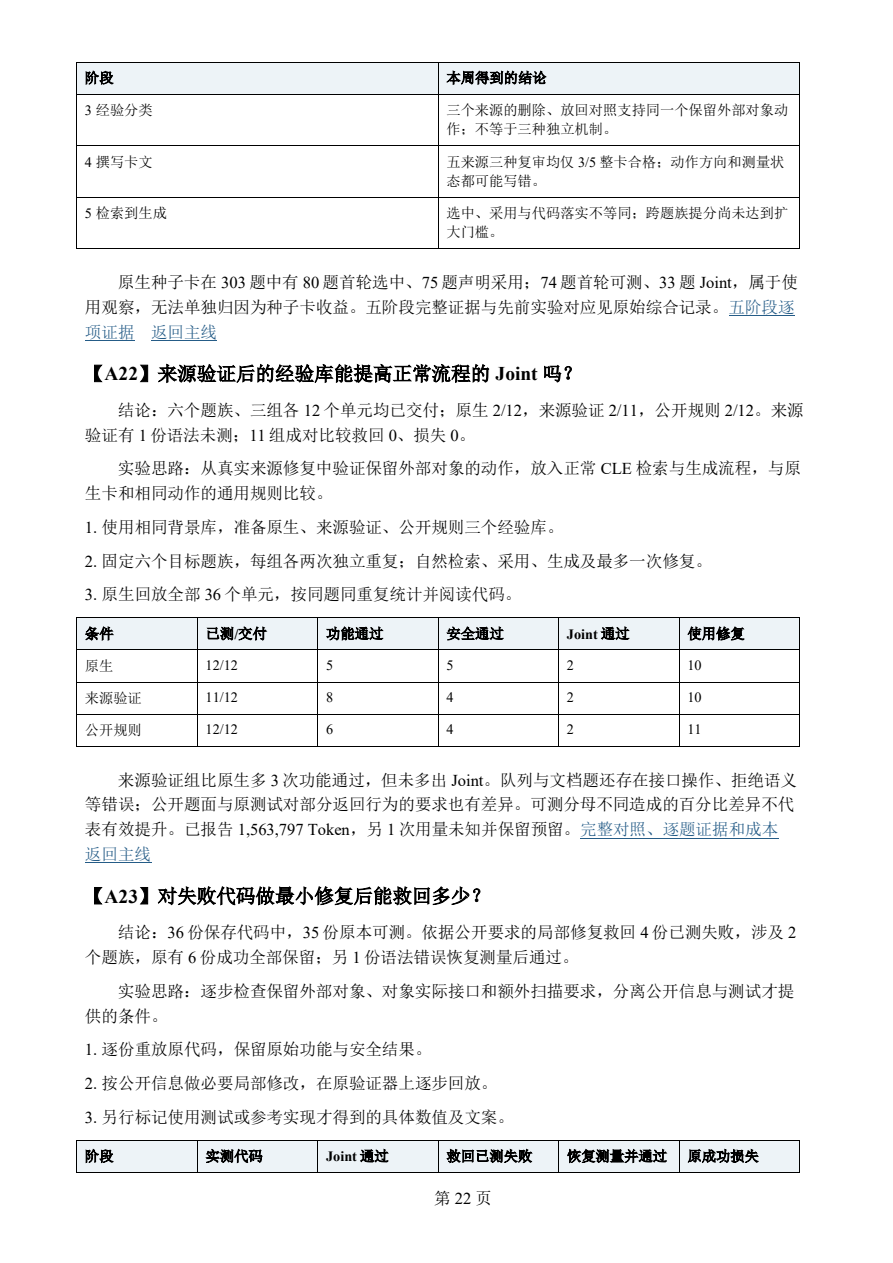 阶段 本周得到的结论
3 经验分类 三个来源的删除、放回对照支持同一个保留外部对象动
作；不等于三种独立机制。
4 撰写卡文 五来源三种复审均仅 3/5 整卡合格；动作方向和测量状
态都可能写错。
5 检索到生成 选中、采用与代码落实不等同；跨题族提分尚未达到扩
大门槛。
原生种子卡在 303 题中有 80 题首轮选中、75 题声明采用；74 题首轮可测、33 题 Joint，属于使
用观察，无法单独归因为种子卡收益。五阶段完整证据与先前实验对应见原始综合记录。五阶段逐
项证据 返回主线
【A22】来源验证后的经验库能提高正常流程的 Joint 吗？
结论：六个题族、三组各 12 个单元均已交付；原生 2/12，来源验证 2/11，公开规则 2/12。来源
验证有 1 份语法未测；11 组成对比较救回 0、损失 0。
实验思路：从真实来源修复中验证保留外部对象的动作，放入正常 CLE 检索与生成流程，与原
生卡和相同动作的通用规则比较。
1. 使用相同背景库，准备原生、来源验证、公开规则三个经验库。
2. 固定六个目标题族，每组各两次独立重复；自然检索、采用、生成及最多一次修复。
3. 原生回放全部 36 个单元，按同题同重复统计并阅读代码。
条件 已测/交付 功能通过 安全通过 Joint 通过 使用修复
原生 12/12 5 5 2 10
来源验证 11/12 8 4 2 10
公开规则 12/12 6 4 2 11
来源验证组比原生多 3 次功能通过，但未多出 Joint。队列与文档题还存在接口操作、拒绝语义
等错误；公开题面与原测试对部分返回行为的要求也有差异。可测分母不同造成的百分比差异不代
表有效提升。已报告 1,563,797 Token，另 1 次用量未知并保留预留。完整对照、逐题证据和成本
返回主线
【A23】对失败代码做最小修复后能救回多少？
结论：36 份保存代码中，35 份原本可测。依据公开要求的局部修复救回 4 份已测失败，涉及 2
个题族，原有 6 份成功全部保留；另 1 份语法错误恢复测量后通过。
实验思路：逐步检查保留外部对象、对象实际接口和额外扫描要求，分离公开信息与测试才提
供的条件。
1. 逐份重放原代码，保留原始功能与安全结果。
2. 按公开信息做必要局部修改，在原验证器上逐步回放。
3. 另行标记使用测试或参考实现才得到的具体数值及文案。
阶段 实测代码 Joint 通过 救回已测失败 恢复测量并通过 原成功损失
第 22 页